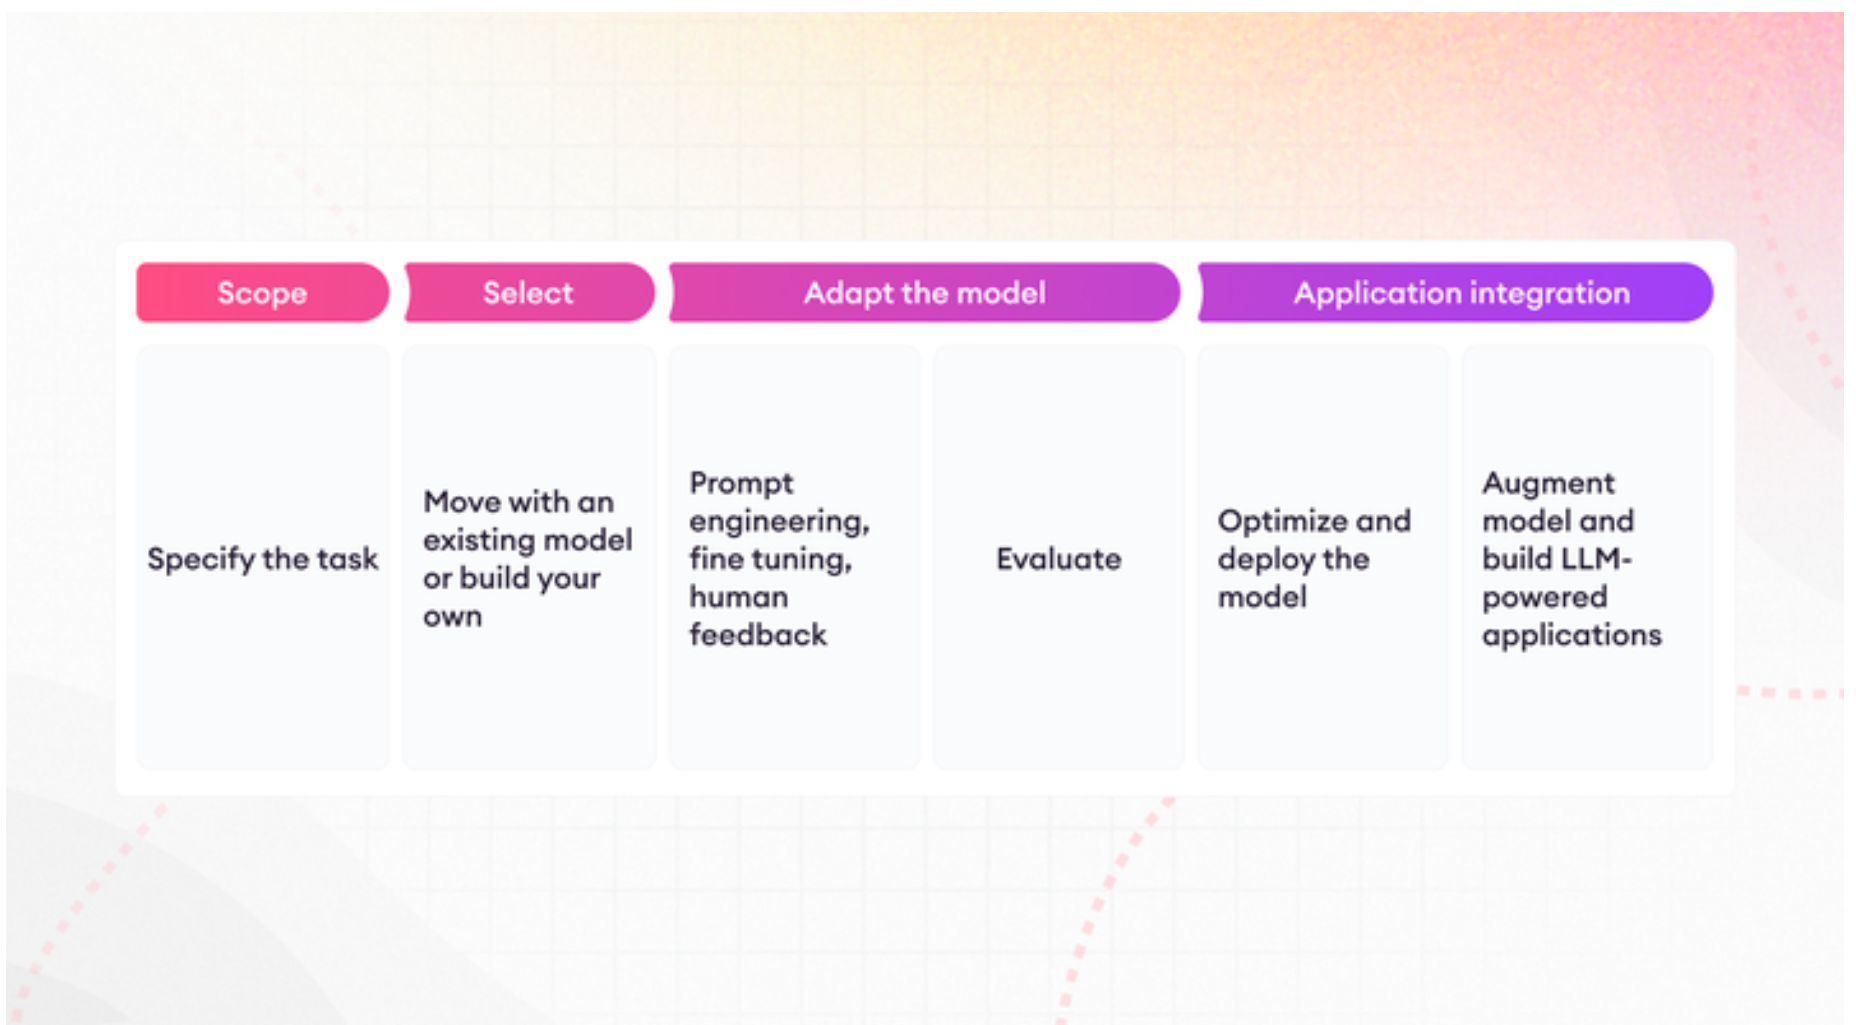 Scope
Select
Adapt the model
Application integration
Specify the task
Move with an
existing model
or build your
own
Prompt
engineering,
fine tuning,
human
feedback
Evaluate
Optimize and
deploy the
model
Augment
model and
build LLM-
powered
applications